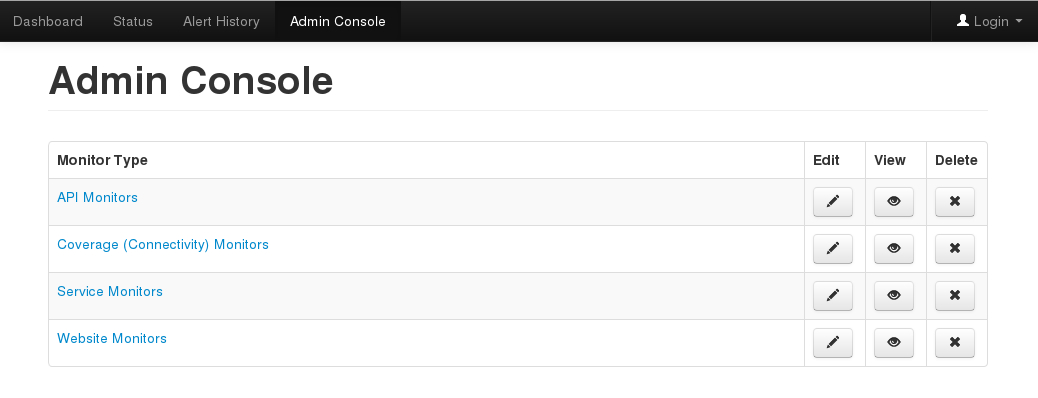 Dashboard Status Alert History Admin Console Login
Admin Console
Monitor Type Edit View Delete
API Monitors
Coverage (Connectivity) Monitors
Service Monitors
Website Monitors